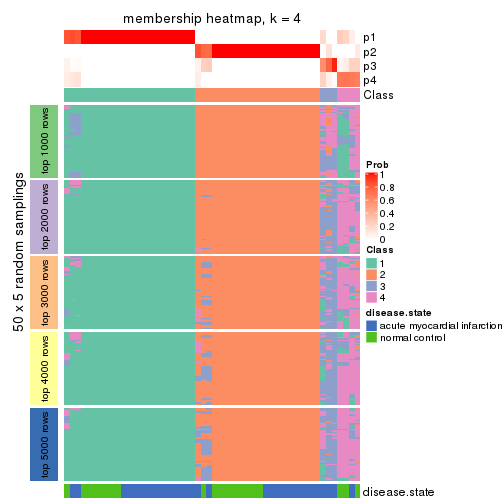 membership heatmap, k = 4
p1
p2
p3
p4
Class
50 x 5 random samplings
top 1000 rows
top 2000 rows
top 3000 rows
top 4000 rows
top 5000 rows
disease.state
Prob
1
0.8
0.6
0.4
0.2
0
Class
1
2
3
4
disease.state
acute myocardial infarction
normal control